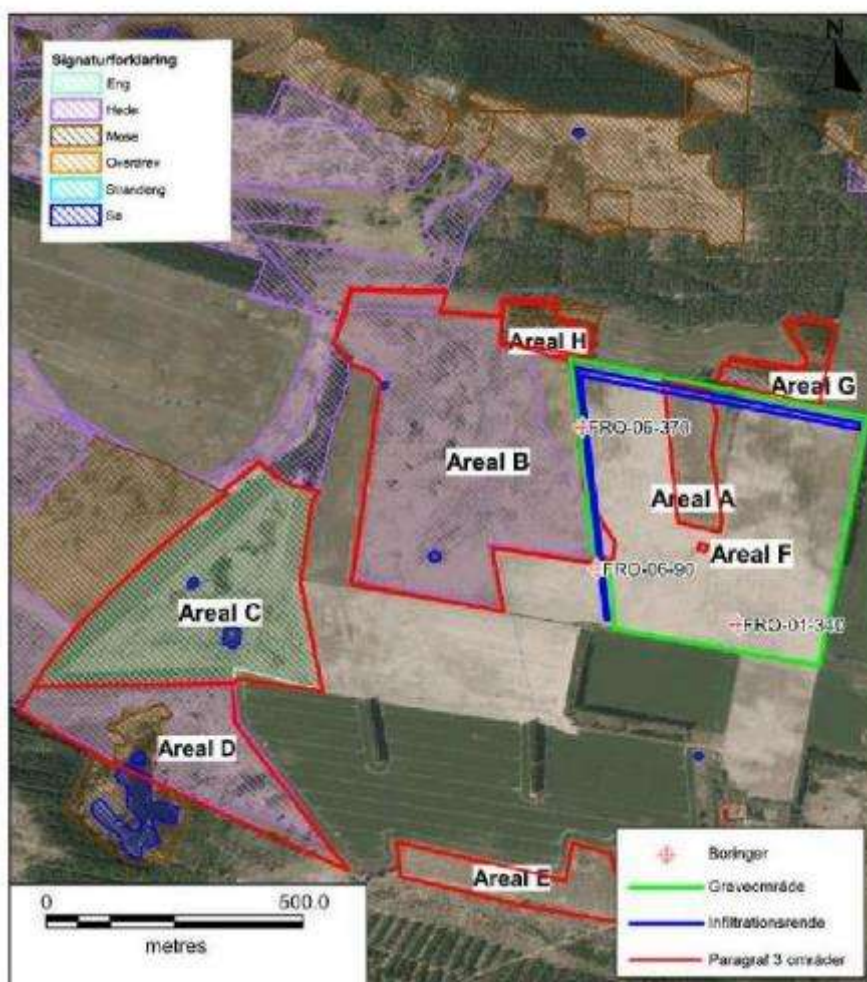 N
Signaturforklaring
Eng
Hede
Mose
Overdrev
Strandeng
Sø
Areal H
Areal G
FRO-06-370
Areal B
Areal A
Areal F
FRO-06-90
FRO-01-340
Areal C
Areal D
Areal E
0 500.0
metres
Boringer
Graveområde
Infiltrationsrende
Paragraf 3 områder